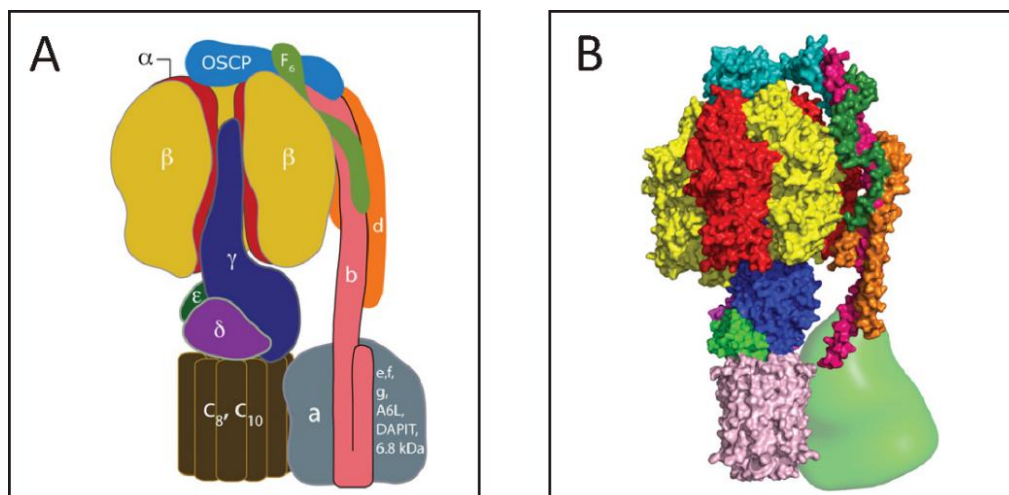 A
α
OSCP
F₆
β
β
γ
d
b
ε
δ
C₈, C₁₀
a
e,f,
g,
A6L,
DAPIT,
6.8 kDa
B